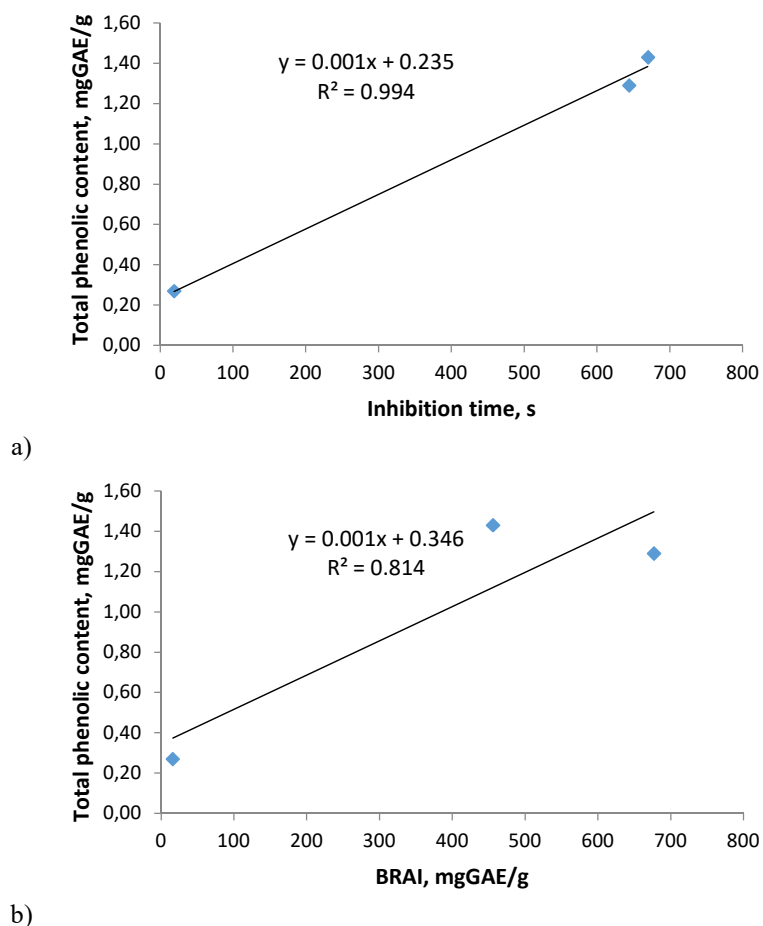 1,60
1,40
1,20
1,00
0,80
0,60
0,40
0,20
0,00
Total phenolic content, mgGAE/g
y = 0.001x + 0.235
R² = 0.994
0 100 200 300 400 500 600 700 800
Inhibition time, s
a)
1,60
1,40
1,20
1,00
0,80
0,60
0,40
0,20
0,00
Total phenolic content, mgGAE/g
y = 0.001x + 0.346
R² = 0.814
0 100 200 300 400 500 600 700 800
BRAI, mgGAE/g
b)